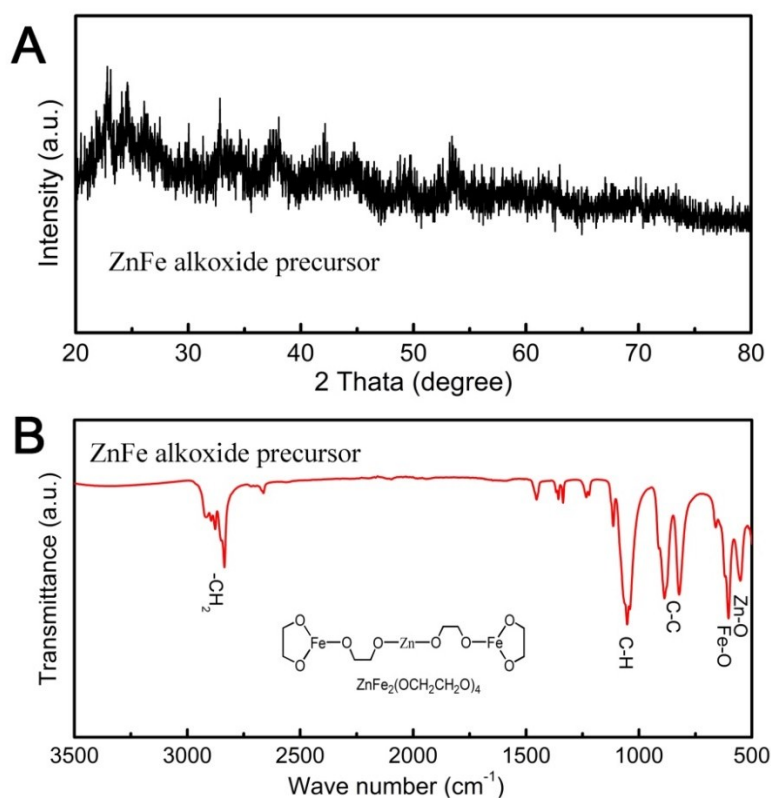 A
Intensity (a.u.)
ZnFe alkoxide precursor
20 30 40 50 60 70 80
2 Thata (degree)
B
ZnFe alkoxide precursor
Transmittance (a.u.)
-CH₂
C-H
C-C
Fe-O
Zn-O
O Fe O O Zn O O Fe O
O O
ZnFe₂(OCH₂CH₂O)₄
3500 3000 2500 2000 1500 1000 500
Wave number (cm⁻¹)